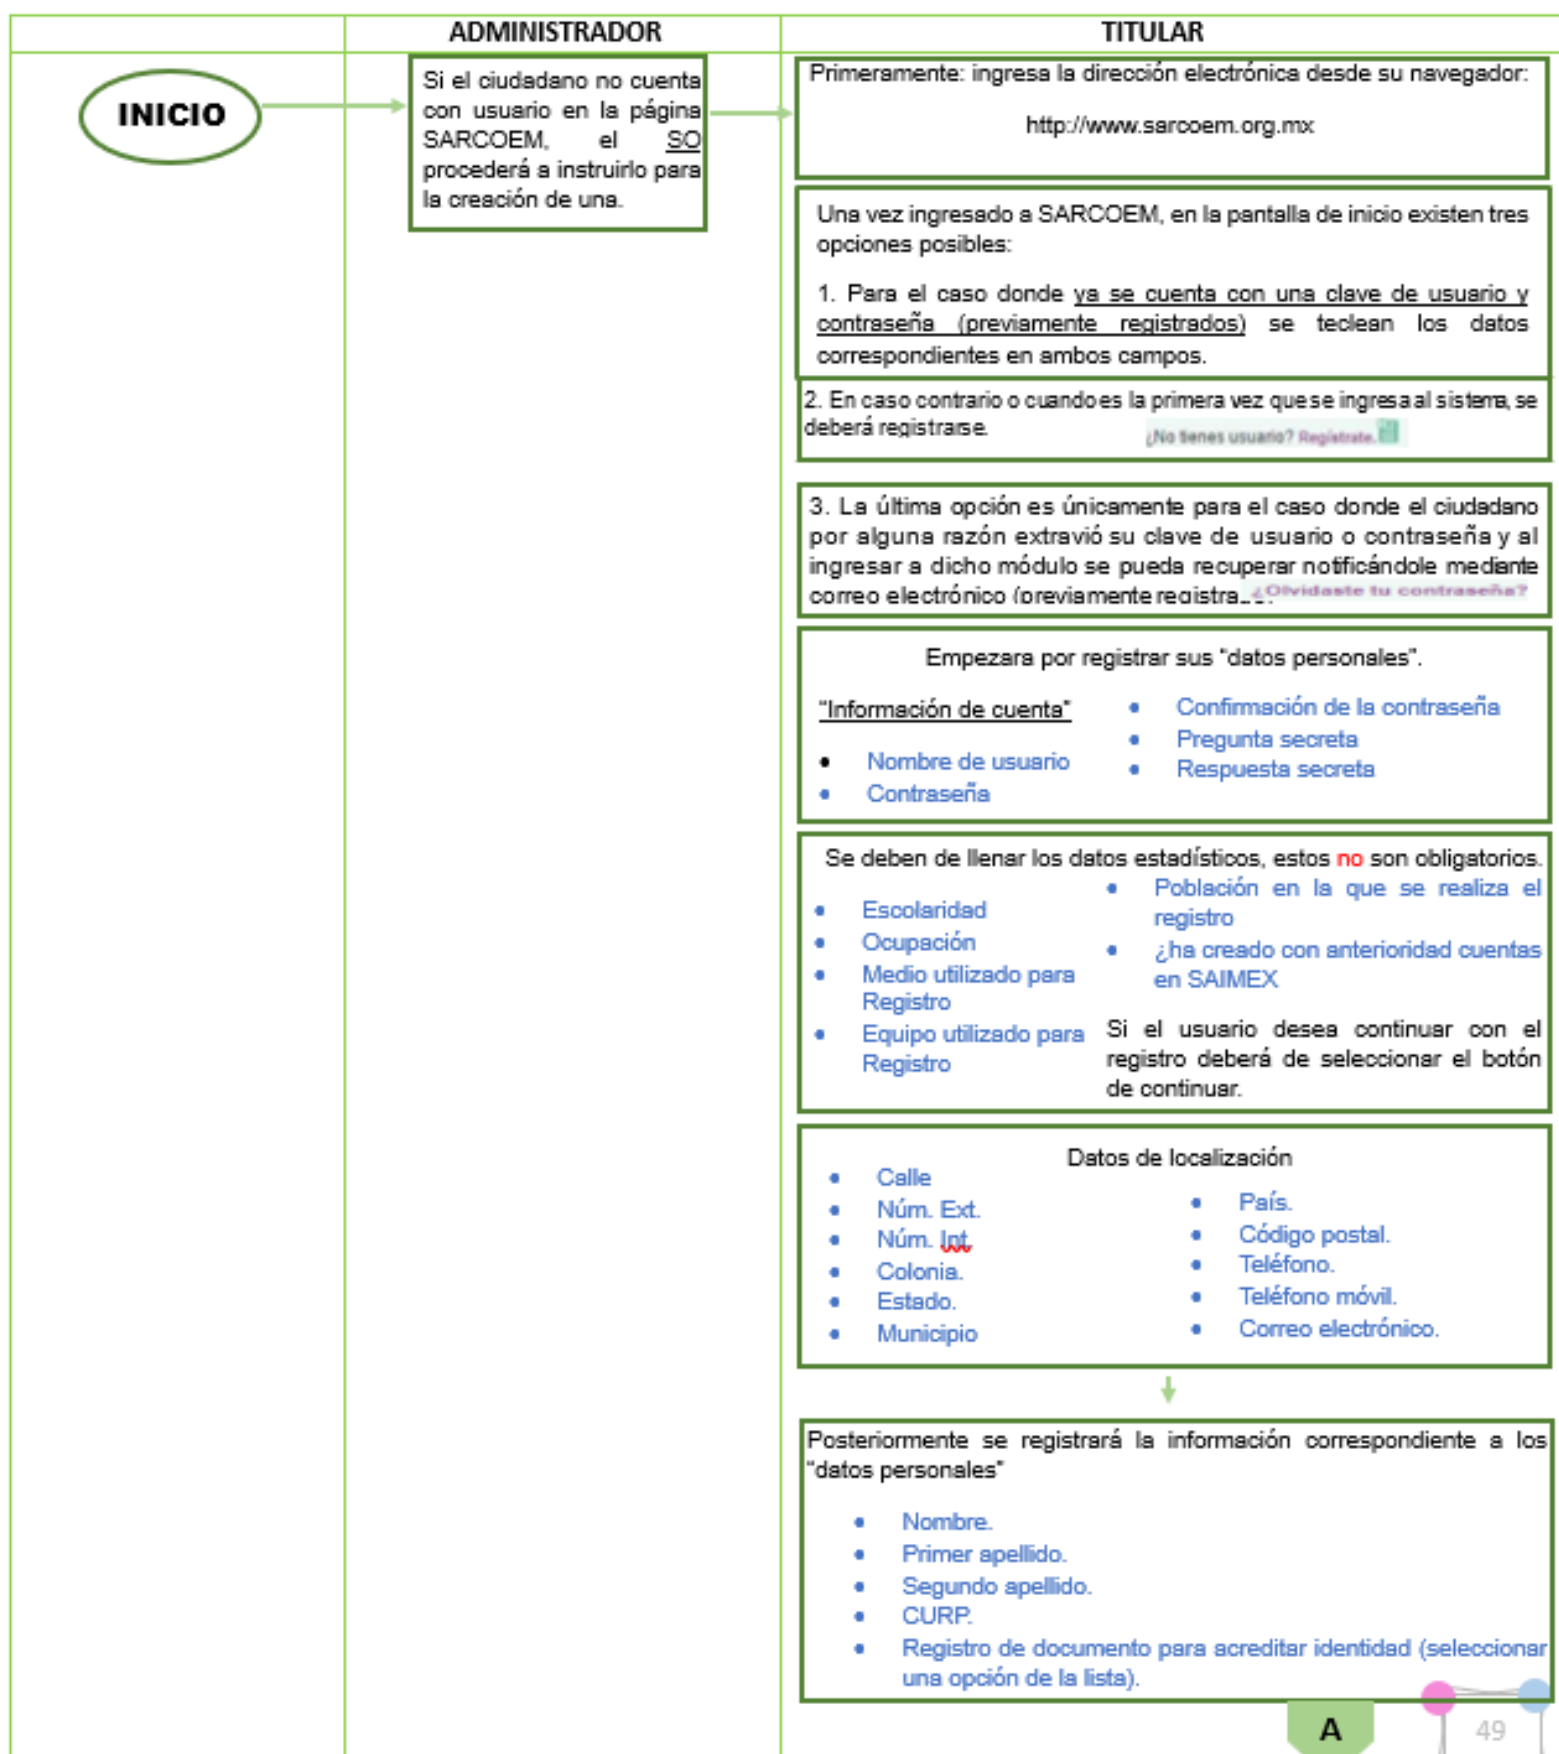 ADMINISTRADOR
TITULAR
INICIO
Si el ciudadano no cuenta
con usuario en la página
SARCOEM, el SO
procederá a instruirlo para
la creación de una.
Primeramente: ingresa la dirección electrónica desde su navegador:
http://www.sarcoem.org.mx
Una vez ingresado a SARCOEM, en la pantalla de inicio existen tres
opciones posibles:
1. Para el caso donde ya se cuenta con una clave de usuario y
contraseña (previamente registrados) se teclean los datos
correspondientes en ambos campos.
2. En caso contrario o cuando es la primera vez que se ingresa al sistema, se
deberá registrarse.
¿No tienes usuario? Regístrate.
3. La última opción es únicamente para el caso donde el ciudadano
por alguna razón extravió su clave de usuario o contraseña y al
ingresar a dicho módulo se pueda recuperar notificándole mediante
correo electrónico (previamente
¿Olvidaste tu contraseña?
Empezara por registrar sus "datos personales".
"Información de cuenta"
• Nombre de usuario
• Contraseña
• Confirmación de la contraseña
• Pregunta secreta
• Respuesta secreta
Se deben de llenar los datos estadísticos, estos no son obligatorios.
• Escolaridad
• Ocupación
• Medio utilizado para
Registro
• Equipo utilizado para
Registro
• Población en la que se realiza el
registro
• ¿ha creado con anterioridad cuentas
en SAIMEX
Si el usuario desea continuar con el
registro deberá de seleccionar el botón
de continuar.
Datos de localización
• Calle
• Núm. Ext.
• Núm. Int.
• Colonia.
• Estado.
• Municipio
• País.
• Código postal.
• Teléfono.
• Teléfono móvil.
• Correo electrónico.
Posteriormente se registrará la información correspondiente a los
"datos personales"
• Nombre.
• Primer apellido.
• Segundo apellido.
• CURP.
• Registro de documento para acreditar identidad (seleccionar
una opción de la lista).
A
49